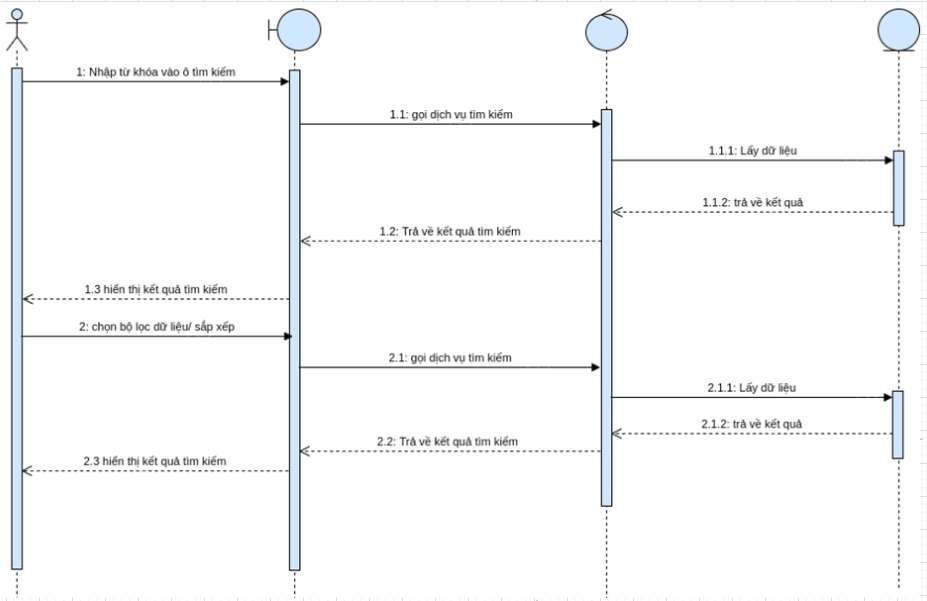 1: Nhập từ khóa vào ô tìm kiếm
1.1: gọi dịch vụ tìm kiếm
1.1.1: Lấy dữ liệu
1.1.2: trả về kết quả
1.2: Trả về kết quả tìm kiếm
1.3 hiển thị kết quả tìm kiếm
2: chọn bộ lọc dữ liệu/ sắp xếp
2.1: gọi dịch vụ tìm kiếm
2.1.1: Lấy dữ liệu
2.1.2: trả về kết quả
2.2: Trả về kết quả tìm kiếm
2.3 hiển thị kết quả tìm kiếm